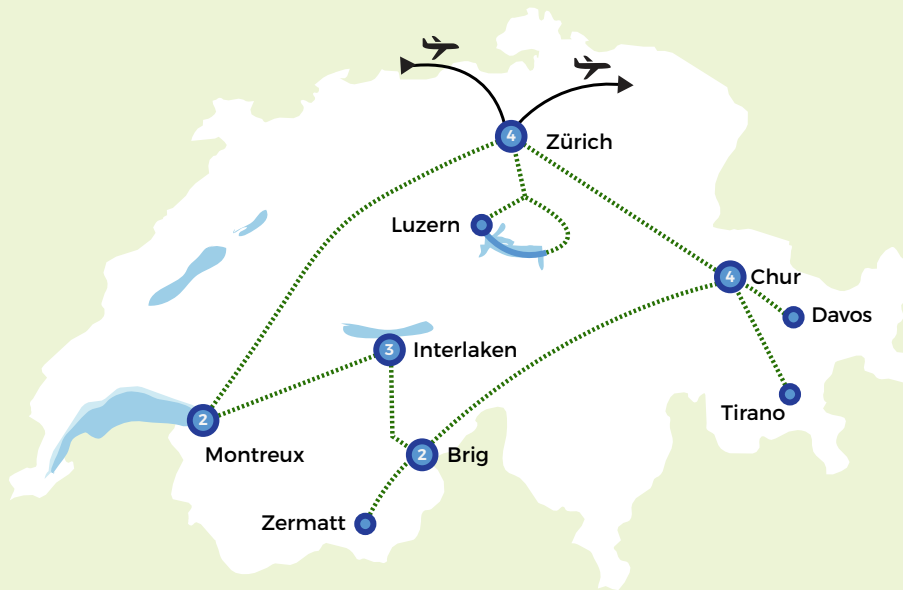 4
Zürich
Luzern
4
Chur
Davos
3
Interlaken
Tirano
2
Montreux
2
Brig
Zermatt